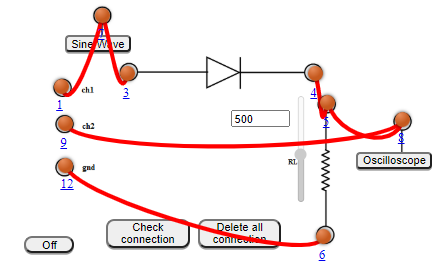 Sine Wave
1
ch1
3
4
500
5
9
ch2
8
RL
Oscilloscope
12
gnd
Check
connection
Delete all
connection
Off
6